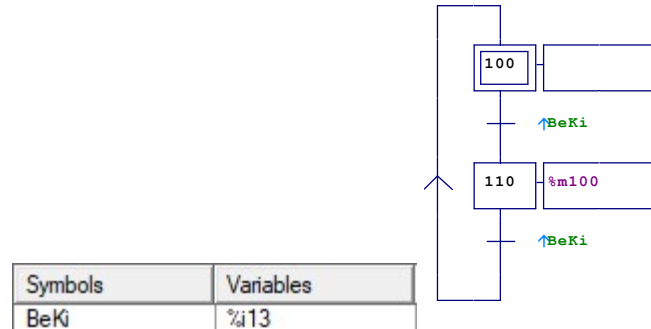 100
↑BeKi
110 %m100
↑BeKi
Symbols Variables
BeKi %i13